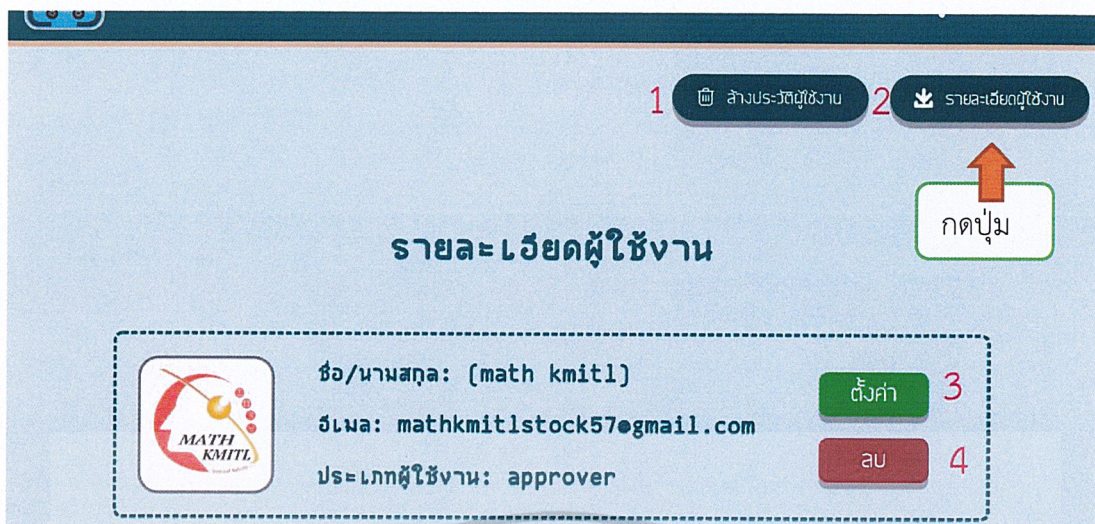 1 ล้างประวัติผู้ใช้งาน 2 รายละเอียดผู้ใช้งาน
กดปุ่ม
รายละเอียดผู้ใช้งาน
ชื่อ/นามสกุล: (math kmitl)
ตั้งค่า 3
อีเมล: mathkmitlstock57@gmail.com
MATH
KMITL
ลบ 4
ประเภทผู้ใช้งาน: approver